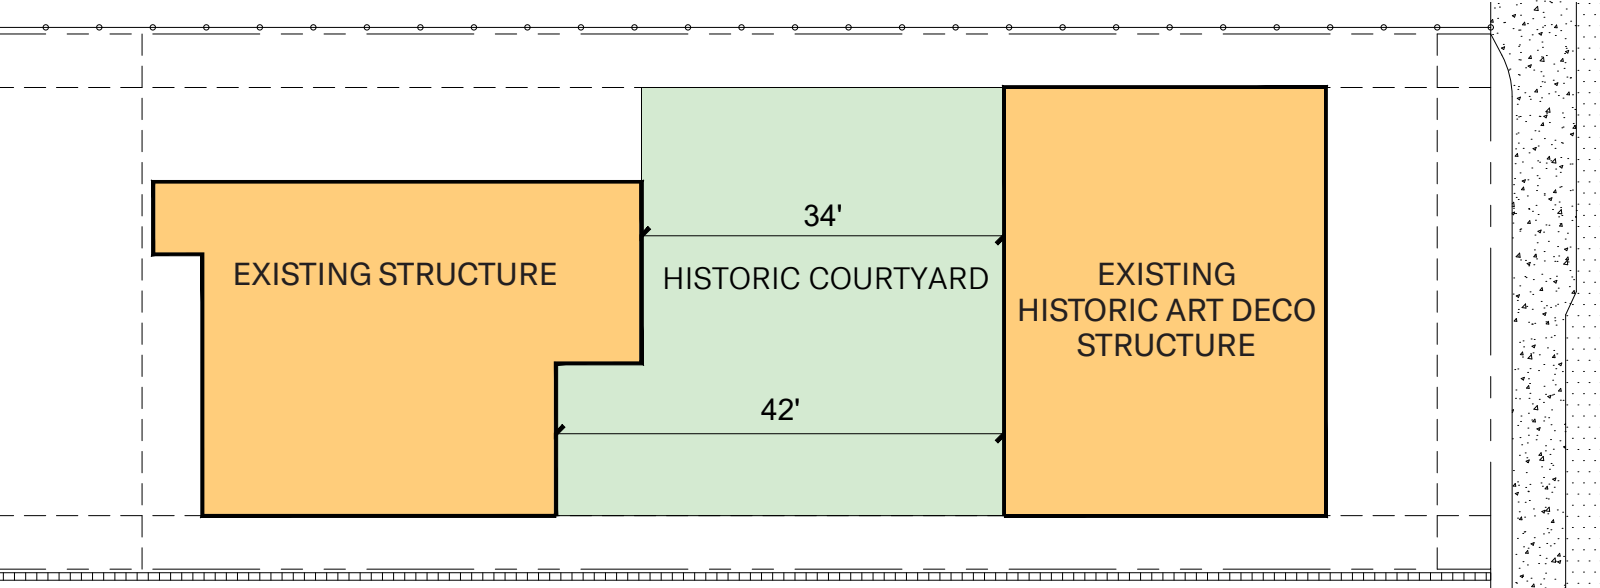 34'
EXISTING STRUCTURE
HISTORIC COURTYARD
EXISTING
HISTORIC ART DECO
STRUCTURE
42'